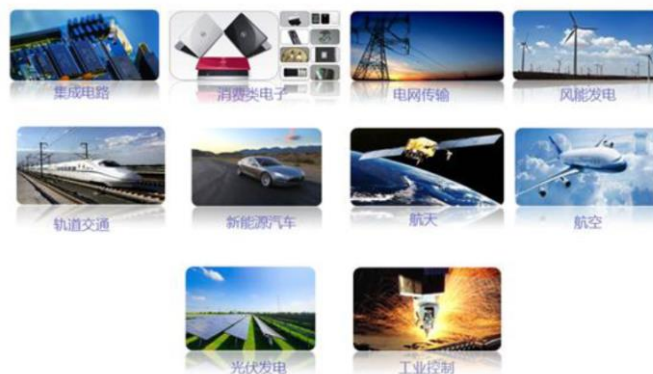 集成电路
消费类电子
电网传输
风能发电
轨道交通
新能源汽车
航天
航空
光伏发电
工业控制